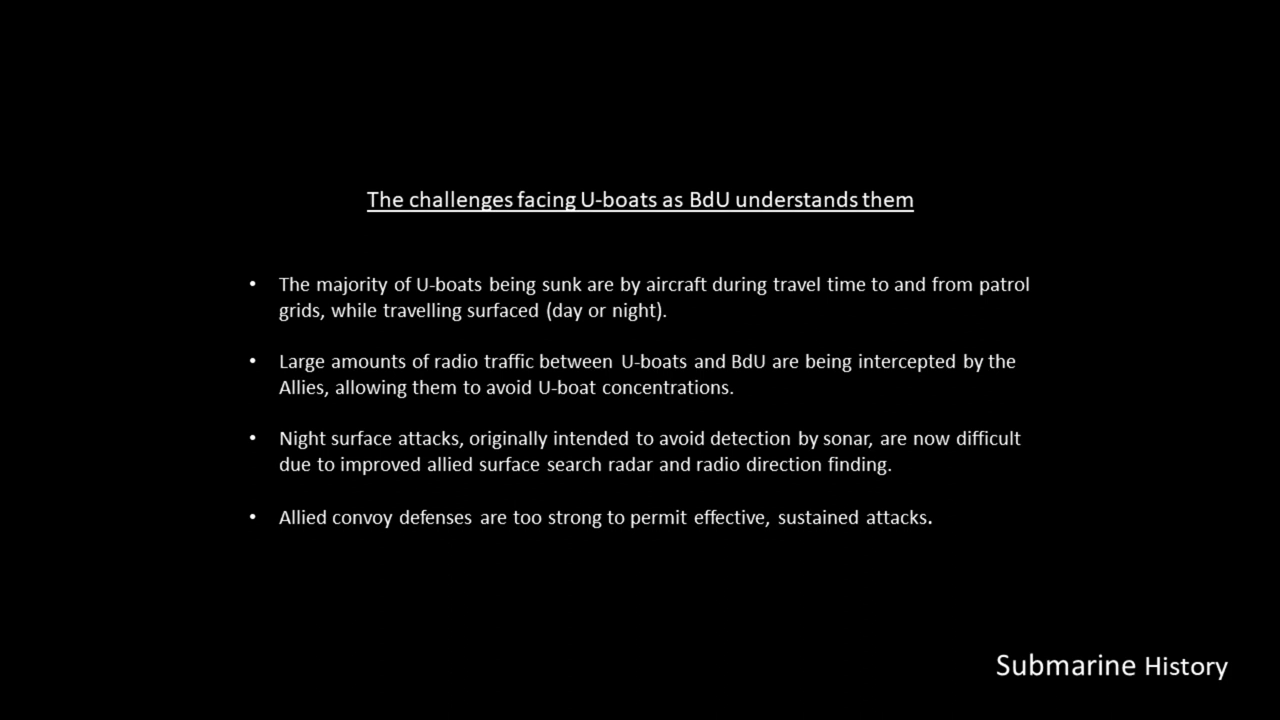 The challenges facing U-boats as BdU understands them
• The majority of U-boats being sunk are by aircraft during travel time to and from patrol
grids, while travelling surfaced (day or night).
• Large amounts of radio traffic between U-boats and BdU are being intercepted by the
Allies, allowing them to avoid U-boat concentrations.
• Night surface attacks, originally intended to avoid detection by sonar, are now difficult
due to improved allied surface search radar and radio direction finding.
• Allied convoy defenses are too strong to permit effective, sustained attacks.
Submarine History